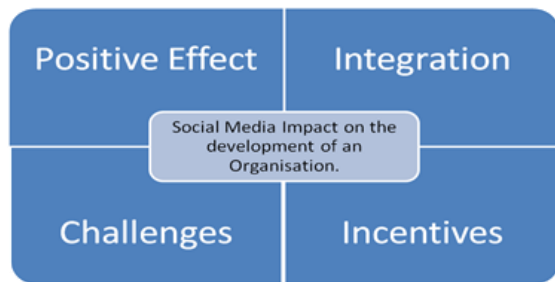 Positive Effect
Integration
Social Media Impact on the
development of an
Organisation.
Challenges
Incentives